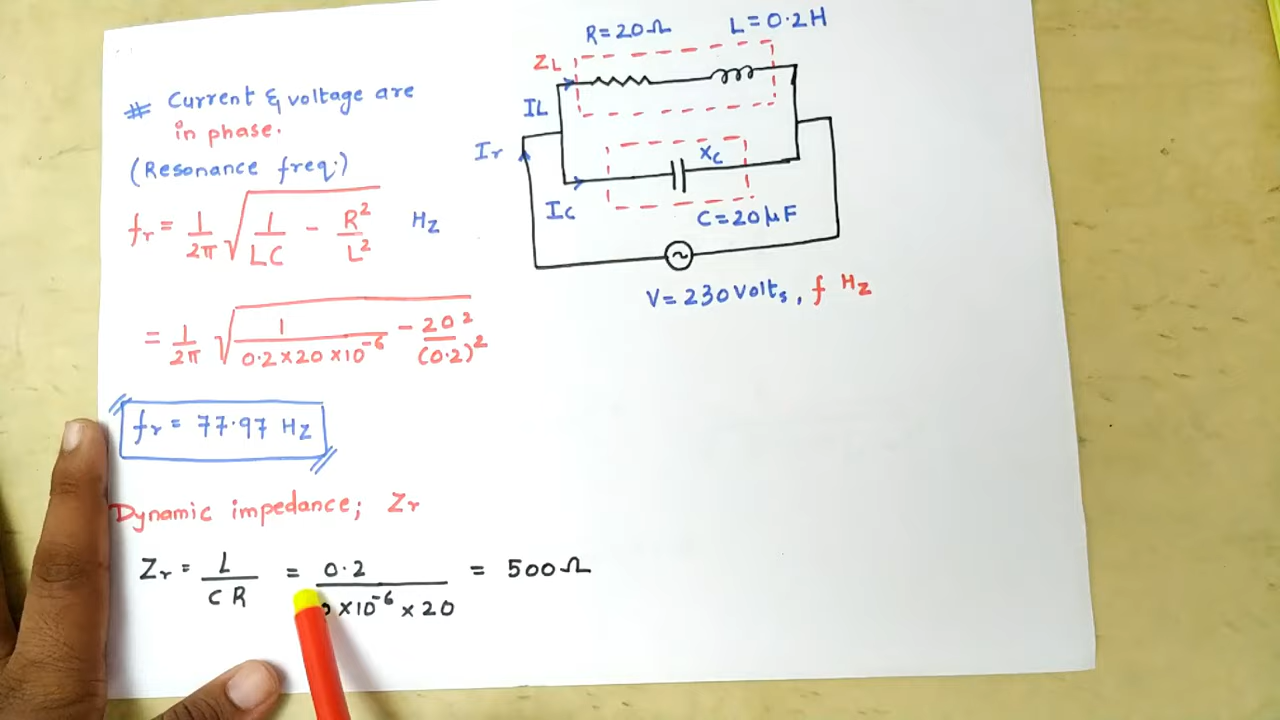 # Current & voltage are
in phase.
(Resonance freq.)
fr = 1/2π √(1/LC - R²/L²) Hz
= 1/2π √(1/0.2×20×10⁻⁶ - 20²/(0.2)²)
fr = 77.97 Hz
Dynamic impedance; Zr
Zr = L/CR = 0.2/0×10⁻⁶×20 = 500Ω
R=20Ω L=0.2H
ZL
IL
Ir
XC
IC
C=20μF
V=230Volts, f Hz